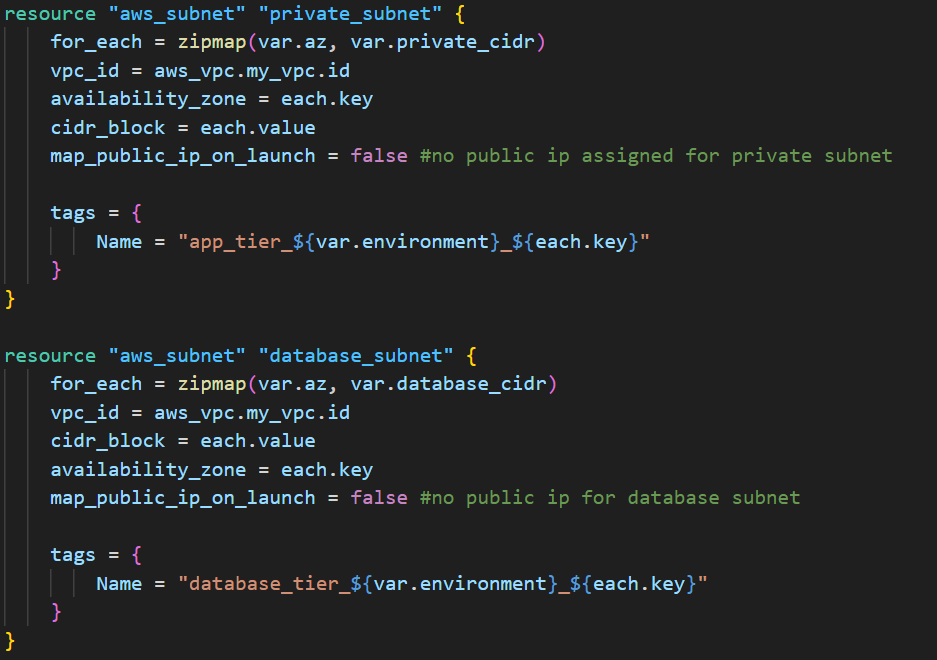 resource "aws_subnet" "private_subnet" {
    for_each = zipmap(var.az, var.private_cidr)
    vpc_id = aws_vpc.my_vpc.id
    availability_zone = each.key
    cidr_block = each.value
    map_public_ip_on_launch = false #no public ip assigned for private subnet

    tags = {
        Name = "app_tier_${var.environment}_${each.key}"
    }
}

resource "aws_subnet" "database_subnet" {
    for_each = zipmap(var.az, var.database_cidr)
    vpc_id = aws_vpc.my_vpc.id
    cidr_block = each.value
    availability_zone = each.key
    map_public_ip_on_launch = false #no public ip for database subnet

    tags = {
        Name = "database_tier_${var.environment}_${each.key}"
    }
}